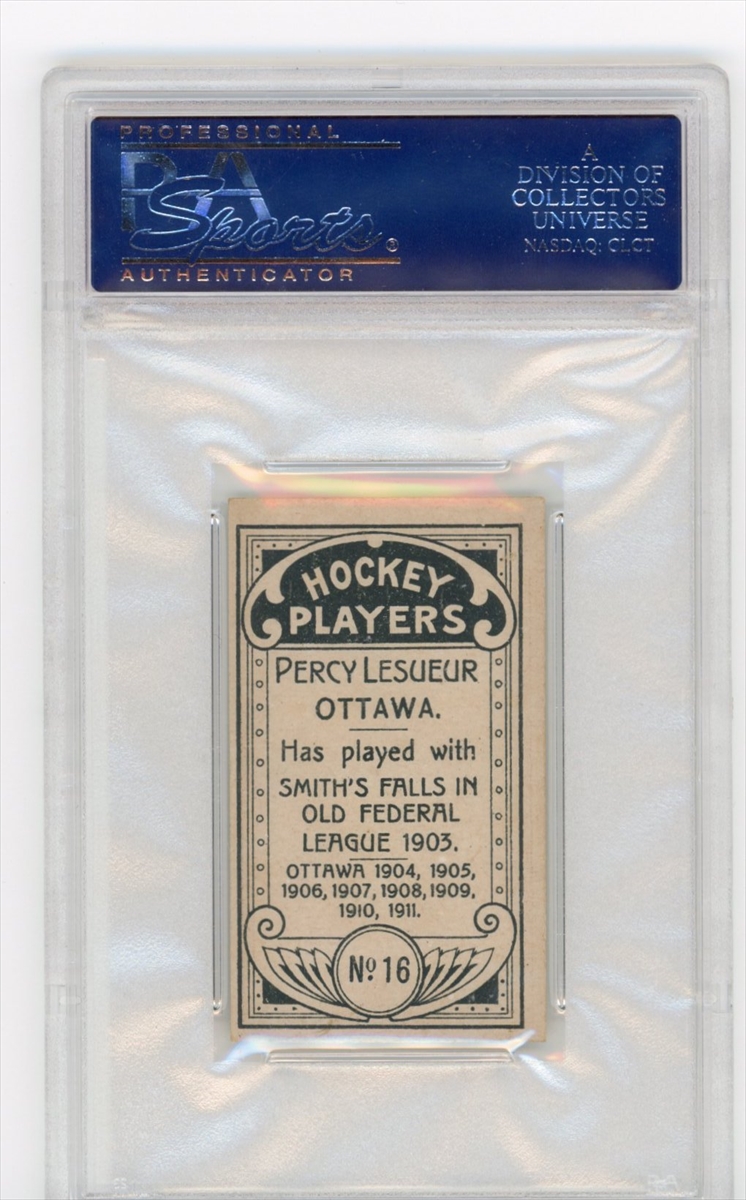 PROFESSIONAL
PSA
Sports®
AUTHENTICATOR
A
DIVISION OF
COLLECTORS
UNIVERSE
NASDAQ: CLCT
HOCKEY
PLAYERS
PERCY LESUEUR
OTTAWA.
Has played with
SMITH'S FALLS IN
OLD FEDERAL
LEAGUE 1903.
OTTAWA 1904, 1905,
1906, 1907, 1908, 1909,
1910, 1911.
Nº 16